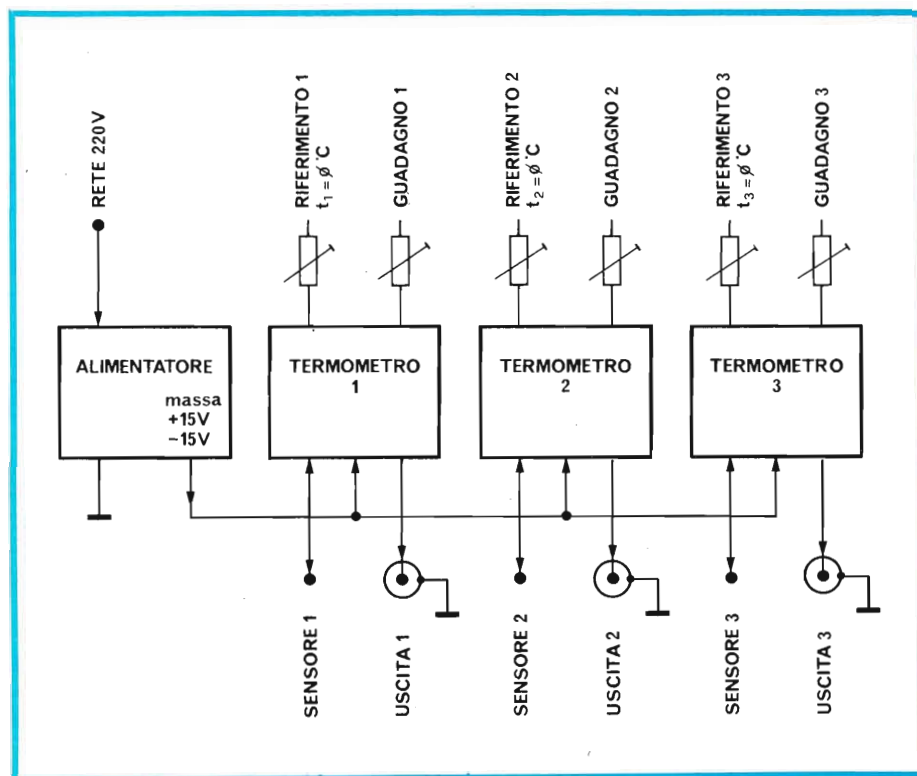 RETE 220V
RIFERIMENTO 1
t₁ = ø °C
GUADAGNO 1
RIFERIMENTO 2
t₂ = ø °C
GUADAGNO 2
RIFERIMENTO 3
t₃ = ø °C
GUADAGNO 3
ALIMENTATORE
massa
+15V
−15V
TERMOMETRO
1
TERMOMETRO
2
TERMOMETRO
3
SENSORE 1
USCITA 1
SENSORE 2
USCITA 2
SENSORE 3
USCITA 3